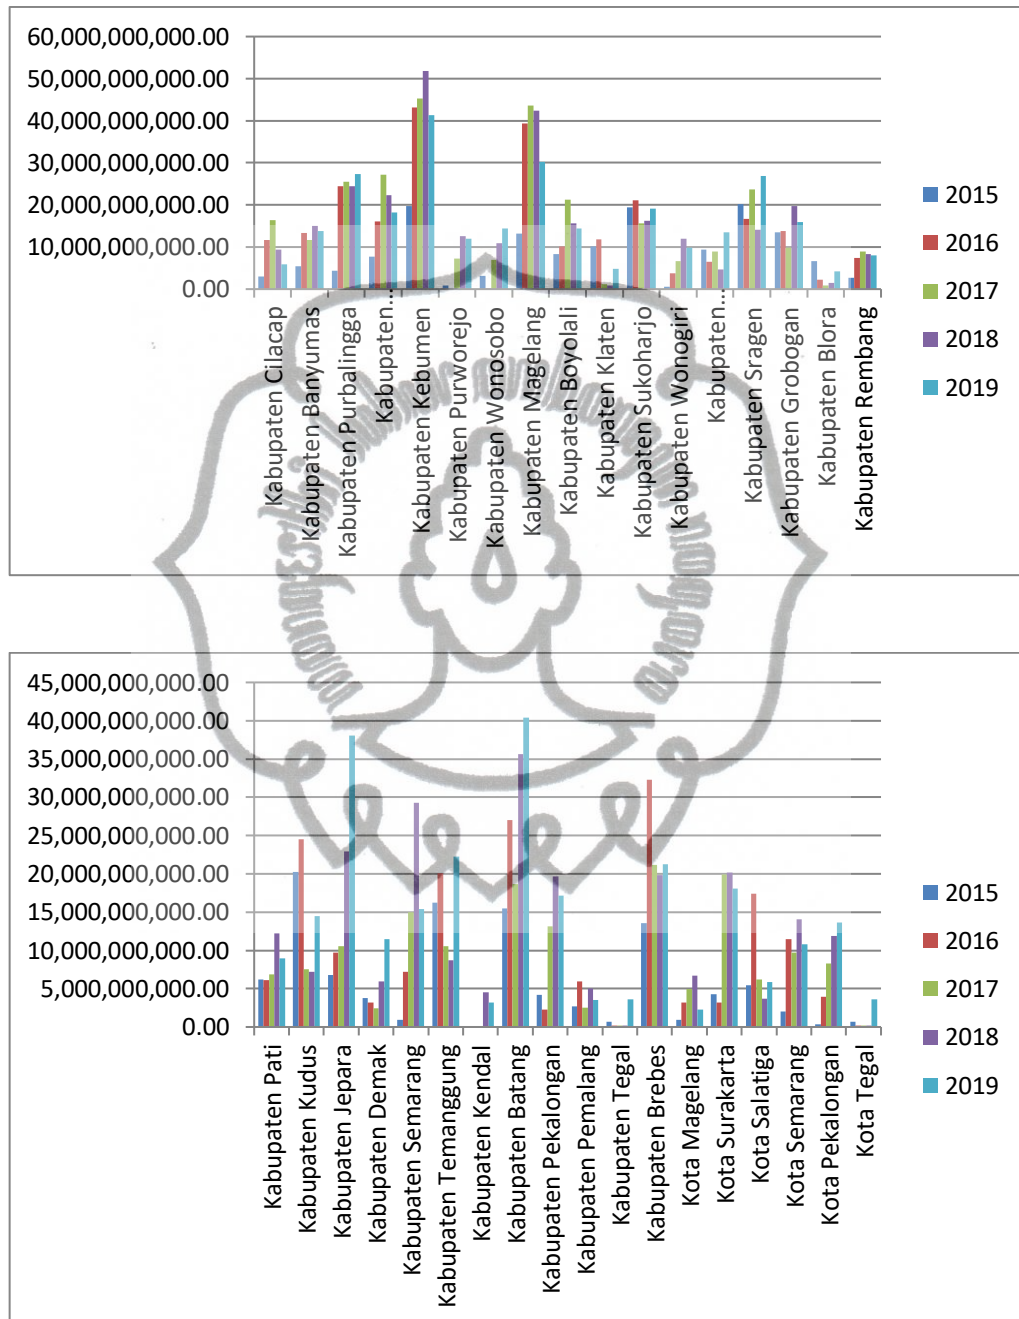 60,000,000,000.00
50,000,000,000.00
40,000,000,000.00
30,000,000,000.00
20,000,000,000.00
10,000,000,000.00
0.00
Kabupaten Cilacap
Kabupaten Banyumas
Kabupaten Purbalingga
Kabupaten…
Kabupaten Kebumen
Kabupaten Purworejo
Kabupaten Wonosobo
Kabupaten Magelang
Kabupaten Boyolali
Kabupaten Klaten
Kabupaten Sukoharjo
Kabupaten Wonogiri
Kabupaten…
Kabupaten Sragen
Kabupaten Grobogan
Kabupaten Blora
Kabupaten Rembang
2015
2016
2017
2018
2019
45,000,000,000.00
40,000,000,000.00
35,000,000,000.00
30,000,000,000.00
25,000,000,000.00
20,000,000,000.00
15,000,000,000.00
10,000,000,000.00
5,000,000,000.00
0.00
Kabupaten Pati
Kabupaten Kudus
Kabupaten Jepara
Kabupaten Demak
Kabupaten Semarang
Kabupaten Temanggung
Kabupaten Kendal
Kabupaten Batang
Kabupaten Pekalongan
Kabupaten Pemalang
Kabupaten Tegal
Kabupaten Brebes
Kota Magelang
Kota Surakarta
Kota Salatiga
Kota Semarang
Kota Pekalongan
Kota Tegal
2015
2016
2017
2018
2019